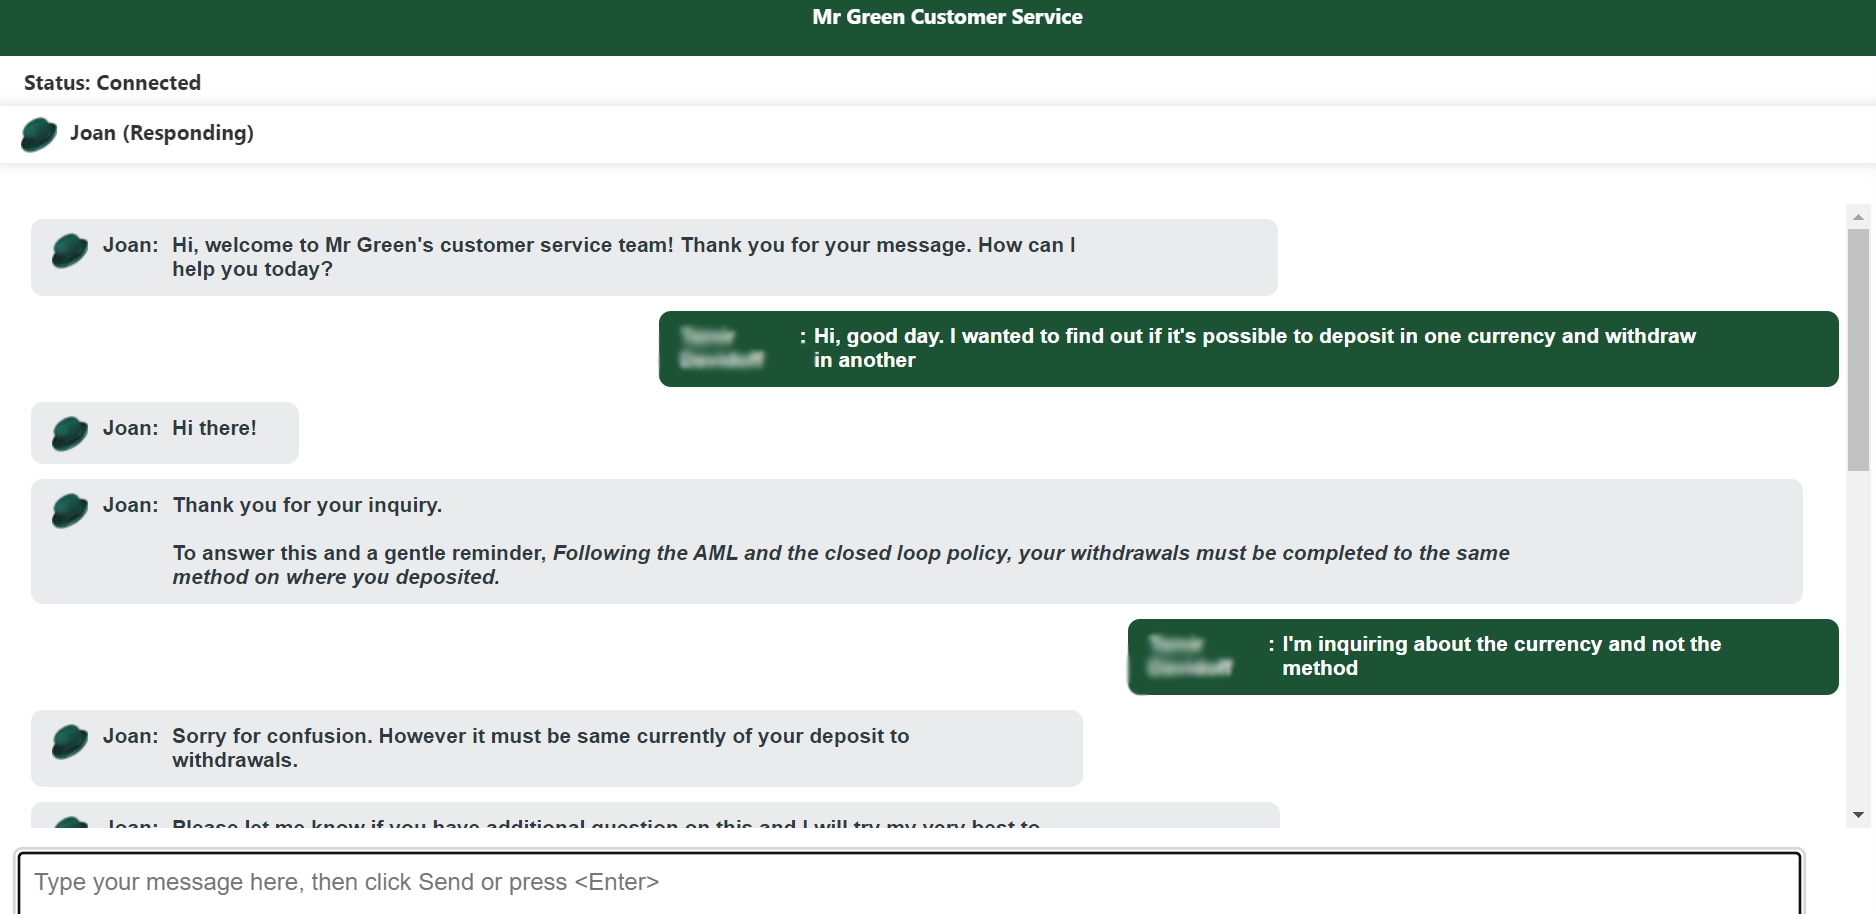 Mr Green Customer Service
Status: Connected
Joan (Responding)
Joan: Hi, welcome to Mr Green's customer service team! Thank you for your message. How can I
help you today?
: Hi, good day. I wanted to find out if it's possible to deposit in one currency and withdraw
in another
Joan: Hi there!
Joan: Thank you for your inquiry.
To answer this and a gentle reminder, Following the AML and the closed loop policy, your withdrawals must be completed to the same
method on where you deposited.
: I'm inquiring about the currency and not the
method
Joan: Sorry for confusion. However it must be same currently of your deposit to
withdrawals.
Joan: Please let me know if you have additional question on this and I will try my very best to
Type your message here, then click Send or press <Enter>